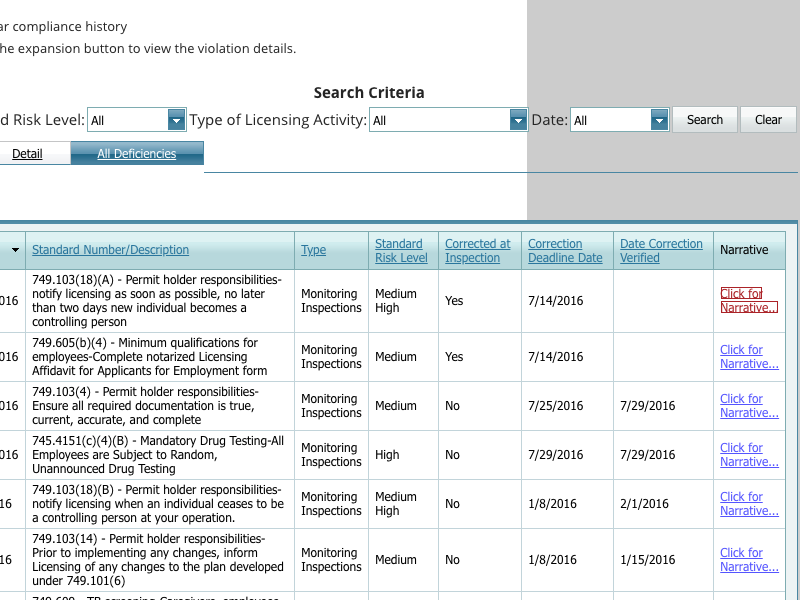 ar compliance history
he expansion button to view the violation details.
Search Criteria
d Risk Level: All Type of Licensing Activity: All Date: All Search Clear
Detail All Deficiencies
Standard Number/Description Type Standard Risk Level Corrected at Inspection Correction Deadline Date Date Correction Verified Narrative
016 749.103(18)(A) - Permit holder responsibilities-
notify licensing as soon as possible, no later
than two days new individual becomes a
controlling person
Monitoring
Inspections
Medium
High
Yes
7/14/2016
Click for
Narrative...
016 749.605(b)(4) - Minimum qualifications for
employees-Complete notarized Licensing
Affidavit for Applicants for Employment form
Monitoring
Inspections
Medium
Yes
7/14/2016
Click for
Narrative...
016 749.103(4) - Permit holder responsibilities-
Ensure all required documentation is true,
current, accurate, and complete
Monitoring
Inspections
Medium
No
7/25/2016
7/29/2016
Click for
Narrative...
016 745.4151(c)(4)(B) - Mandatory Drug Testing-All
Employees are Subject to Random,
Unannounced Drug Testing
Monitoring
Inspections
High
No
7/29/2016
7/29/2016
Click for
Narrative...
16 749.103(18)(B) - Permit holder responsibilities-
notify licensing when an individual ceases to be
a controlling person at your operation.
Monitoring
Inspections
Medium
High
No
1/8/2016
2/1/2016
Click for
Narrative...
16 749.103(14) - Permit holder responsibilities-
Prior to implementing any changes, inform
Licensing of any changes to the plan developed
under 749.101(6)
Monitoring
Inspections
Medium
No
1/8/2016
1/15/2016
Click for
Narrative...